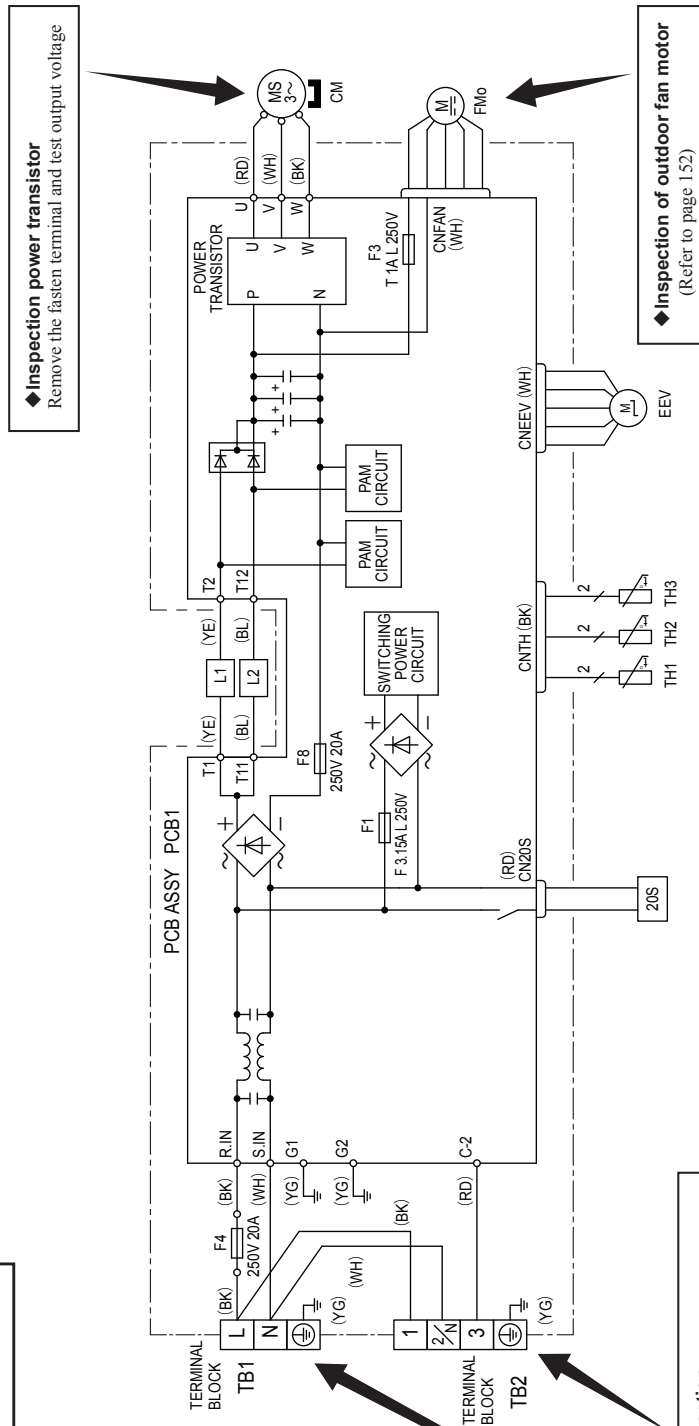 ◆Inspection power transistor
Remove the fasten terminal and test output voltage
◆Inspection of outdoor fan motor
(Refer to page 152)
PCB ASSY PCB1
TERMINAL
BLOCK
TB1
L
N
(YG)
(BK)
F4
250V 20A
(BK)
(WH)
(YG)
(YG)
R.IN
S.IN
G1
G2
C-2
(RD)
(BK)
(WH)
TERMINAL
BLOCK
TB2
1
2/N
3
(YG)
~
+
~
−
T1
T11
(YE)
(BL)
L1
L2
(YE)
(BL)
T2
T12
F8
250V 20A
F1
F 3.15A L 250V
~
+
~
−
SWITCHING
POWER
CIRCUIT
PAM
CIRCUIT
PAM
CIRCUIT
+
+
+
POWER
TRANSISTOR
P
N
U
V
W
U
V
W
(RD)
(WH)
(BK)
MS
3~
CM
F3
T 1A L 250V
CNFAN
(WH)
M
FMo
(RD)
CN20S
20S
CNTH (BK)
2
2
2
t°
t°
t°
TH1
TH2
TH3
CNEEV (WH)
M
EEV